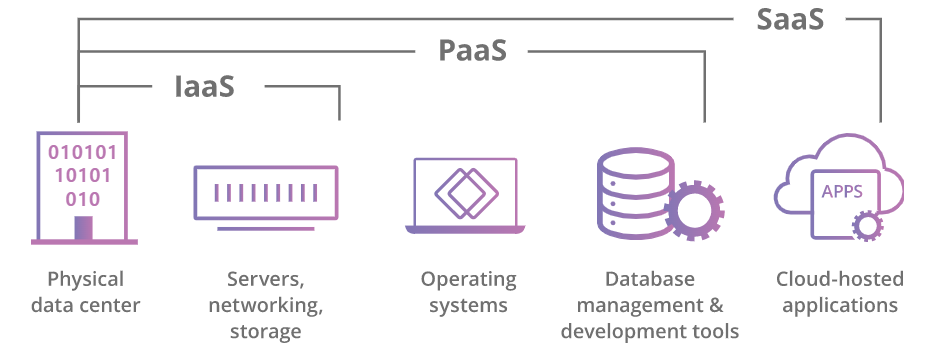 SaaS
PaaS
IaaS
010101
10101
010
APPS
Physical
data center
Servers,
networking,
storage
Operating
systems
Database
management &
development tools
Cloud-hosted
applications